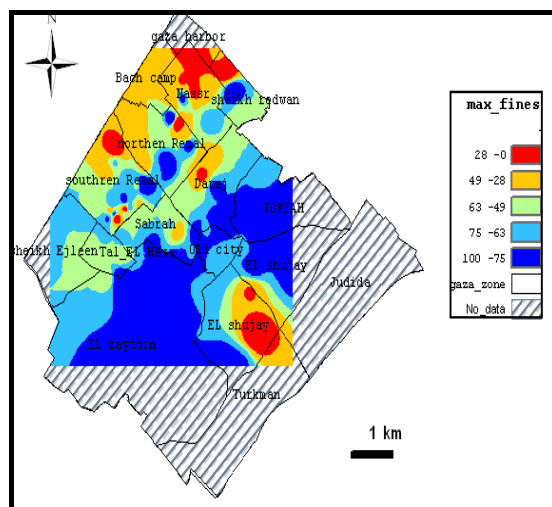 N
gaza harbor
Bach camp
Nassr
sheikh redwan
northen Remal
southren Remal
Daraj
TOFFAH
Sabrah
sheikh Ejleen
Tal_EL_Hawa
Old city
EL shujay
Judida
EL shujay
EL zaytoon
Turkman
1 km
max_fines
28 -0
49 -28
63 -49
75 -63
100 -75
gaza_zone
No_data